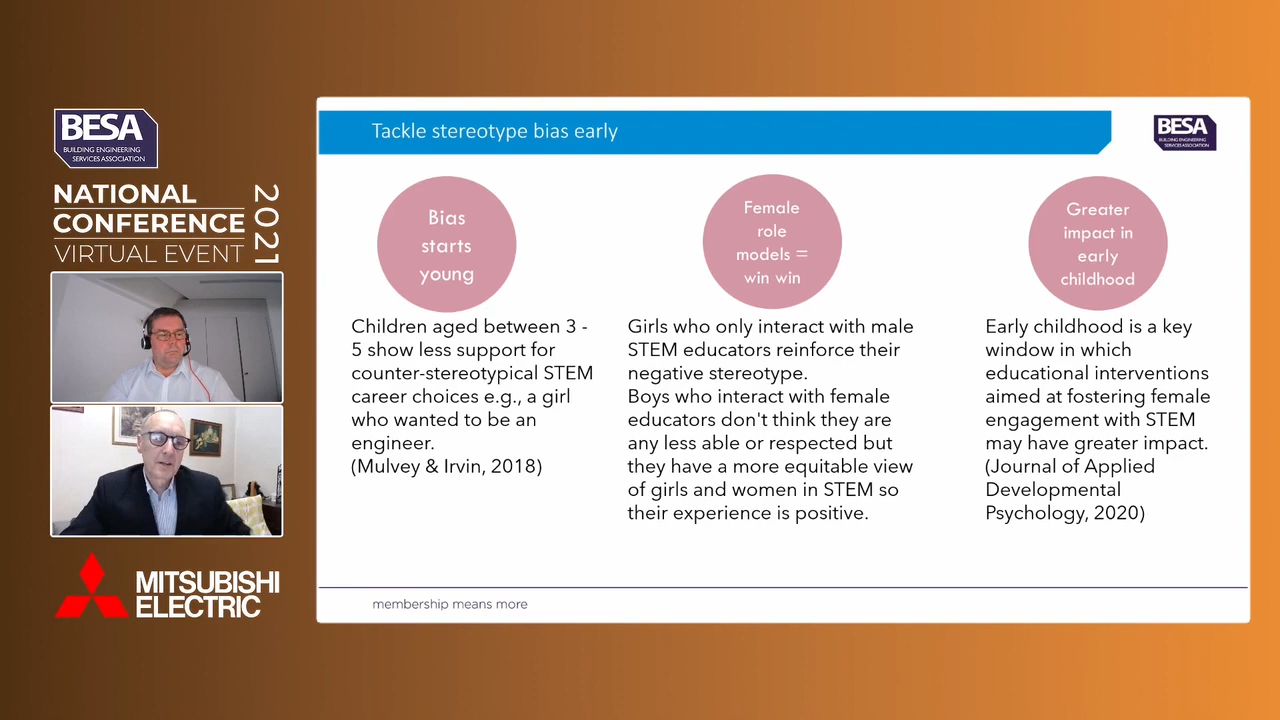 BESA
BUILDING ENGINEERING
SERVICES ASSOCIATION
NATIONAL
CONFERENCE
VIRTUAL EVENT
2021
MITSUBISHI
ELECTRIC
Tackle stereotype bias early
BESA
BUILDING ENGINEERING
SERVICES ASSOCIATION
Bias
starts
young
Children aged between 3 -
5 show less support for
counter-stereotypical STEM
career choices e.g., a girl
who wanted to be an
engineer.
(Mulvey & Irvin, 2018)
Female
role
models =
win win
Girls who only interact with male
STEM educators reinforce their
negative stereotype.
Boys who interact with female
educators don't think they are
any less able or respected but
they have a more equitable view
of girls and women in STEM so
their experience is positive.
Greater
impact in
early
childhood
Early childhood is a key
window in which
educational interventions
aimed at fostering female
engagement with STEM
may have greater impact.
(Journal of Applied
Developmental
Psychology, 2020)
membership means more